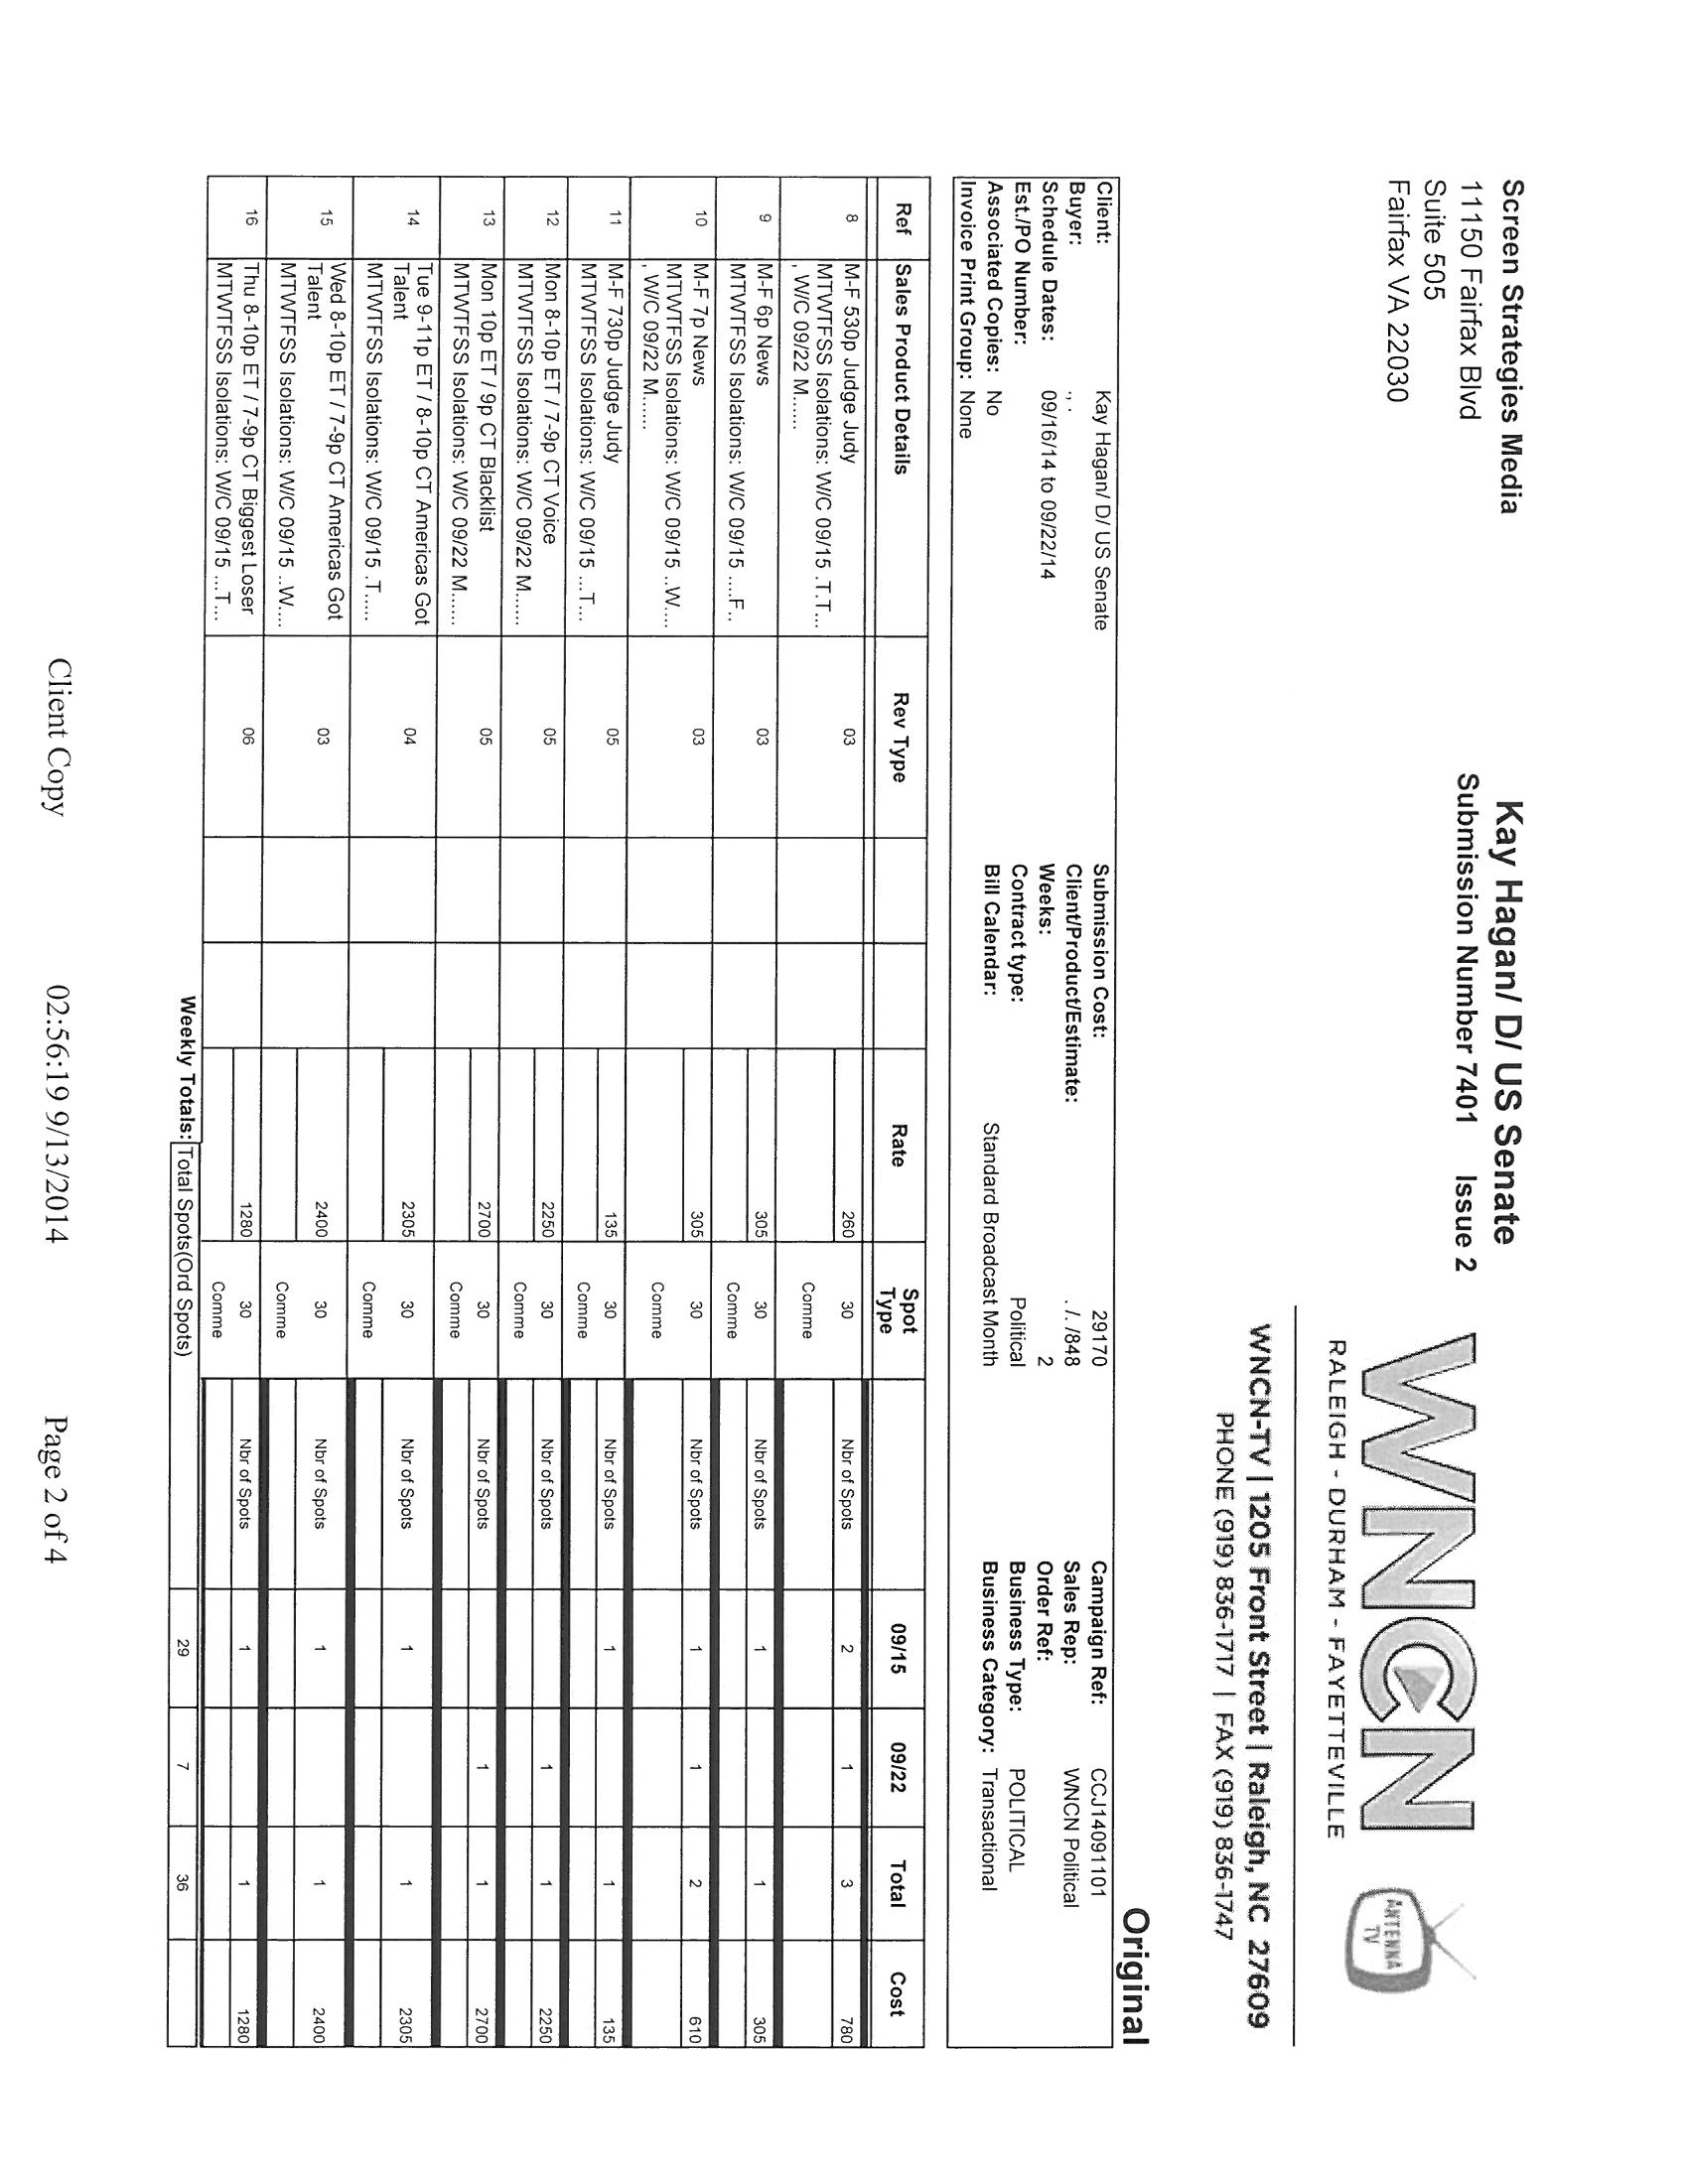 Screen Strategies Media
11150 Fairfax Blvd
Suite 505
Fairfax VA 22030
Kay Hagan/ D/ US Senate
Submission Number 7401 Issue 2
WNCN
RALEIGH - DURHAM - FAYETTEVILLE
ANTENNA
TV
WNCN-TV | 1205 Front Street | Raleigh, NC 27609
PHONE (919) 836-1717 | FAX (919) 836-1747
Original
Client: Kay Hagan/ D/ US Senate Submission Cost: 29170 Campaign Ref: CCJ14091101
Buyer: Client/Product/Estimate: . /. /848 Sales Rep: WNCN Political
Schedule Dates: 09/16/14 to 09/22/14 Weeks: 2 Order Ref:
Est./PO Number: Contract type: Political Business Type: POLITICAL
Associated Copies: No Bill Calendar: Standard Broadcast Month Business Category: Transactional
Invoice Print Group: None
Ref Sales Product Details Rev Type Rate Spot Type 09/15 09/22 Total Cost
8 M-F 530p Judge Judy 03 260 30 Nbr of Spots 2 1 3 780
MTWTFSS Isolations: W/C 09/15 .T.T... Comme
, W/C 09/22 M......
9 M-F 6p News 03 305 30 Nbr of Spots 1 1 305
MTWTFSS Isolations: W/C 09/15 ....F.. Comme
10 M-F 7p News 03 305 30 Nbr of Spots 1 1 2 610
MTWTFSS Isolations: W/C 09/15 ..W... Comme
, W/C 09/22 M......
11 M-F 730p Judge Judy 05 135 30 Nbr of Spots 1 1 135
MTWTFSS Isolations: W/C 09/15 ...T... Comme
12 Mon 8-10p ET / 7-9p CT Voice 05 2250 30 Nbr of Spots 1 1 2250
MTWTFSS Isolations: W/C 09/22 M...... Comme
13 Mon 10p ET / 9p CT Blacklist 05 2700 30 Nbr of Spots 1 1 2700
MTWTFSS Isolations: W/C 09/22 M...... Comme
14 Tue 9-11p ET / 8-10p CT Americas Got 04 2305 30 Nbr of Spots 1 1 2305
Talent
MTWTFSS Isolations: W/C 09/15 .T..... Comme
15 Wed 8-10p ET / 7-9p CT Americas Got 03 2400 30 Nbr of Spots 1 1 2400
Talent
MTWTFSS Isolations: W/C 09/15 ..W... Comme
16 Thu 8-10p ET / 7-9p CT Biggest Loser 06 1280 30 Nbr of Spots 1 1 1280
MTWTFSS Isolations: W/C 09/15 ...T... Comme
Weekly Totals: Total Spots(Ord Spots) 29 7 36
Client Copy 02:56:19 9/13/2014 Page 2 of 4